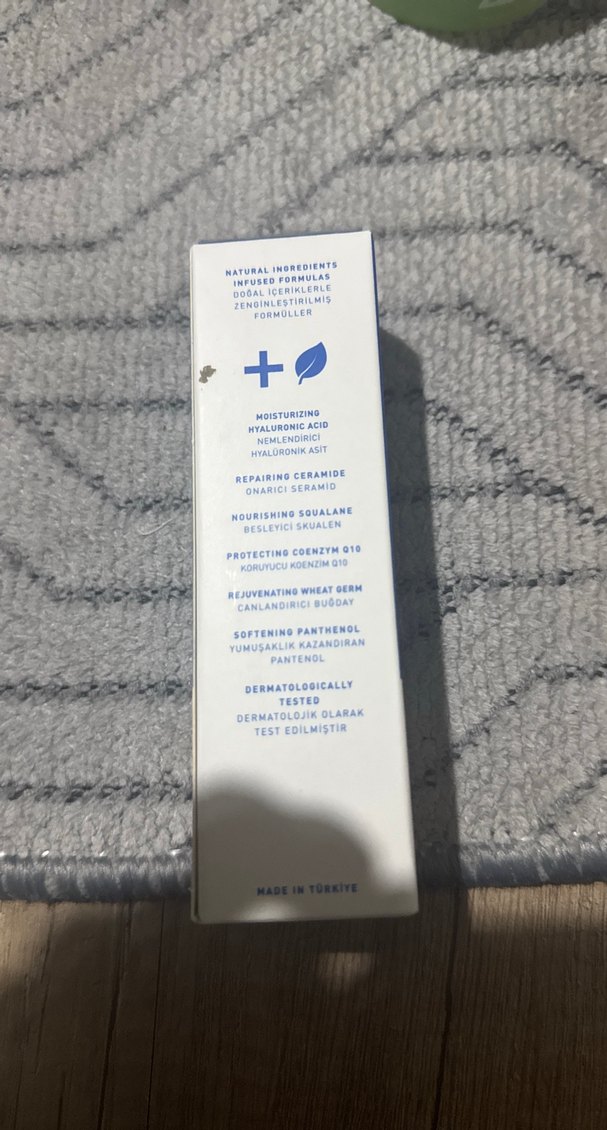 NATURAL INGREDIENTS
INFUSED FORMULAS
DOĞAL İÇERİKLERLE
ZENGİNLEŞTİRİLMİŞ
FORMÜLLER
MOISTURIZING
HYALURONIC ACID
NEMLENDİRİCİ
HYALÜRONİK ASİT
REPAIRING CERAMIDE
ONARICI SERAMİD
NOURISHING SQUALANE
BESLEYİCİ SKUALEN
PROTECTING COENZYM Q10
KORUYUCU KOENZİM Q10
REJUVENATING WHEAT GERM
CANLANDIRICI BUĞDAY
SOFTENING PANTHENOL
YUMUŞAKLIK KAZANDIRAN
PANTENOL
DERMATOLOGICALLY
TESTED
DERMATOLOJİK OLARAK
TEST EDİLMİŞTİR
MADE IN TÜRKİYE